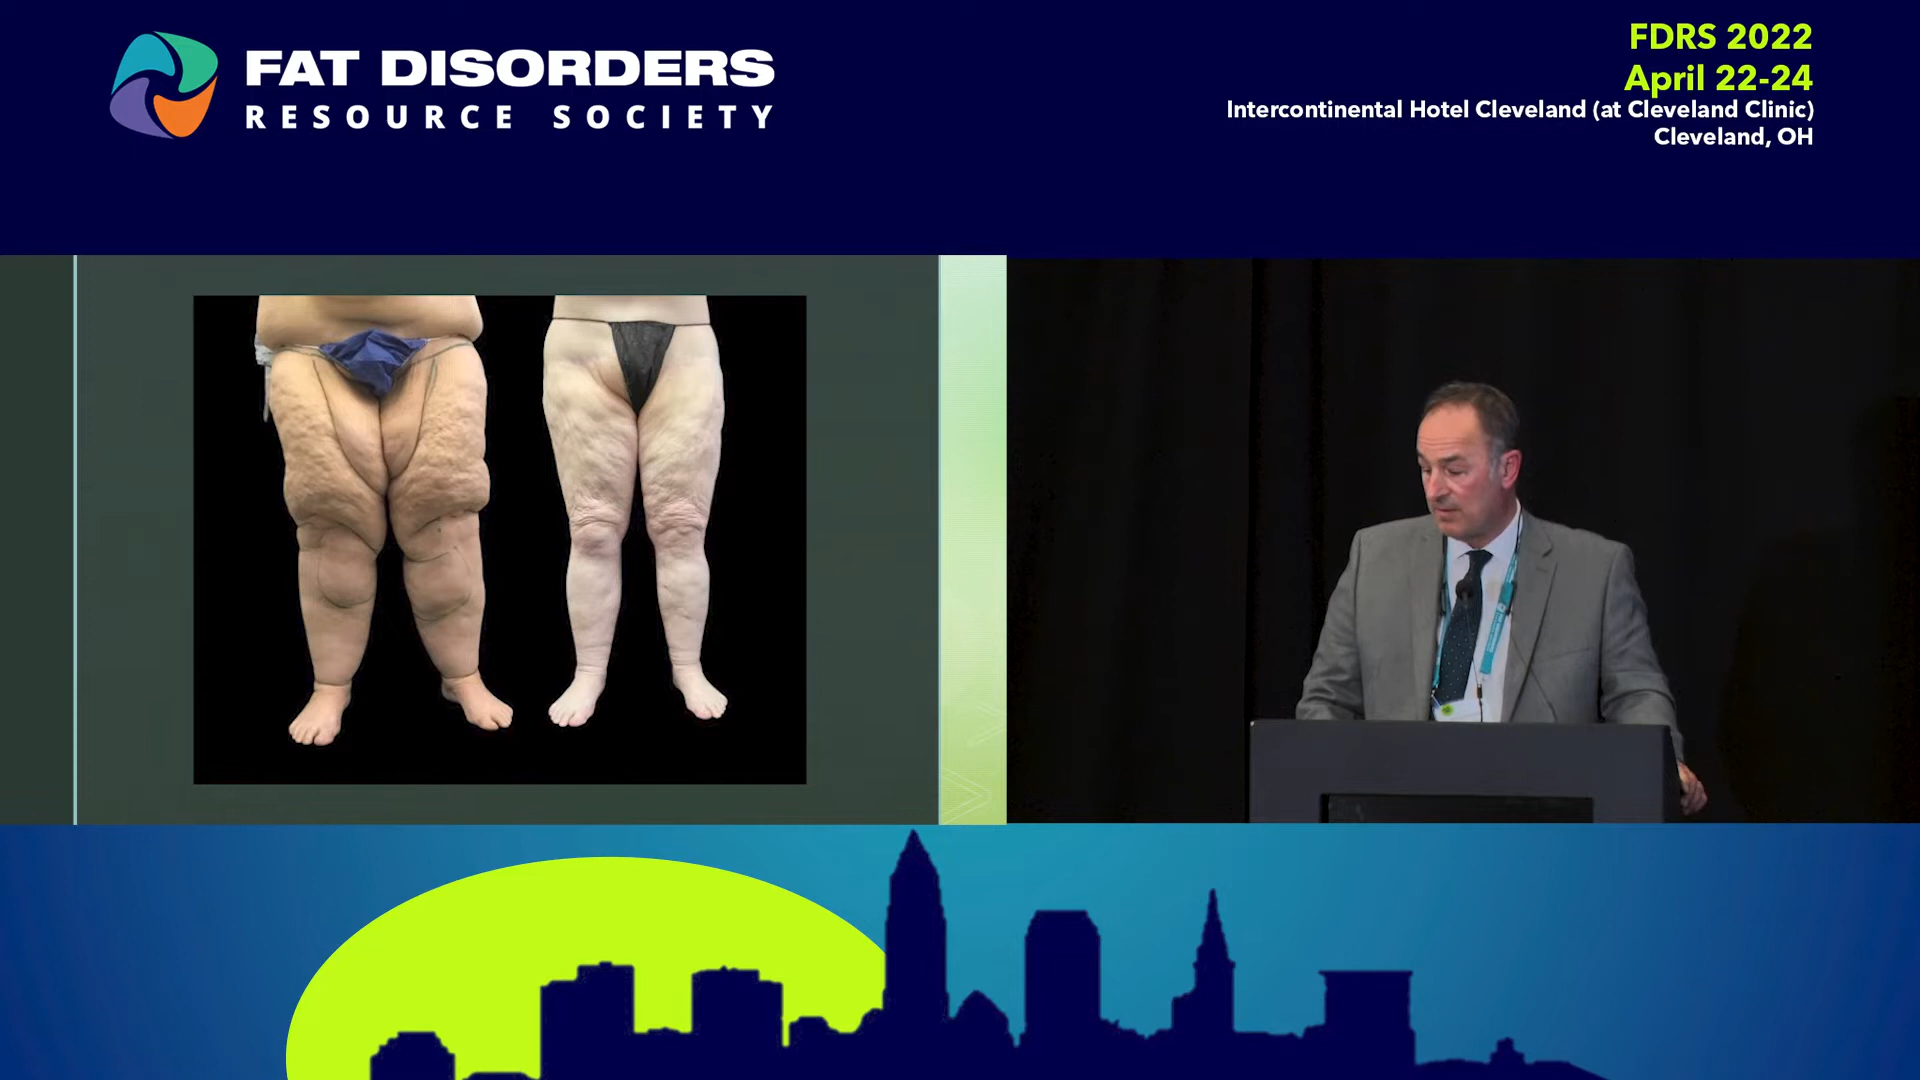 FAT DISORDERS
RESOURCE SOCIETY
FDRS 2022
April 22-24
Intercontinental Hotel Cleveland (at Cleveland Clinic)
Cleveland, OH